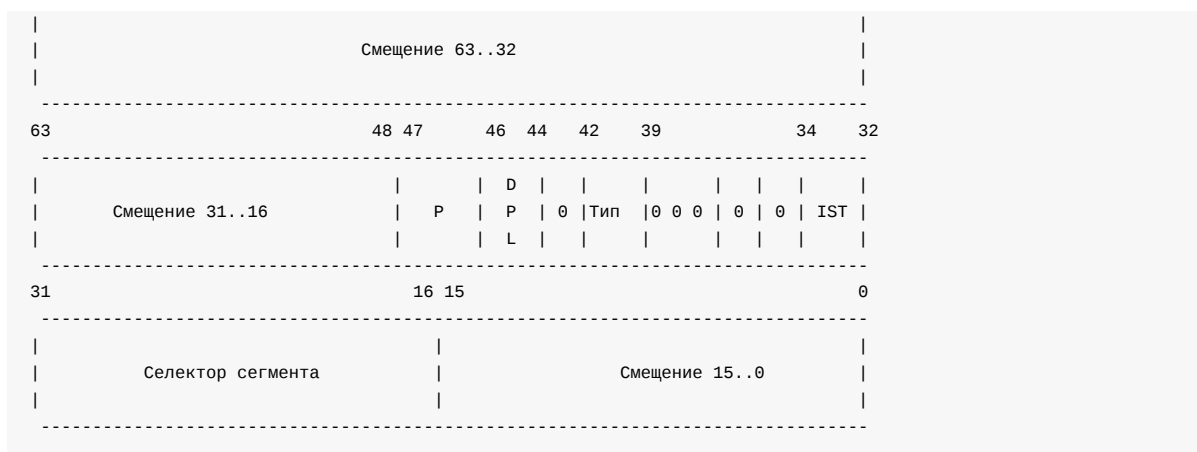 |                                                                               |
|                               Смещение 63..32                                 |
|                                                                               |
 --------------------------------------------------------------------------------
63                               48 47      46  44   42    39             34    32
 --------------------------------------------------------------------------------
|                                  |       |  D  |   |     |      |   |   |     |
|       Смещение 31..16            |   P   |  P  | 0 |Тип  |0 0 0 | 0 | 0 | IST |
|                                  |       |  L  |   |     |      |   |   |     |
 --------------------------------------------------------------------------------
31                                   16 15                                      0
 --------------------------------------------------------------------------------
|                                      |                                        |
|          Селектор сегмента           |                 Смещение 15..0         |
|                                      |                                        |
 --------------------------------------------------------------------------------